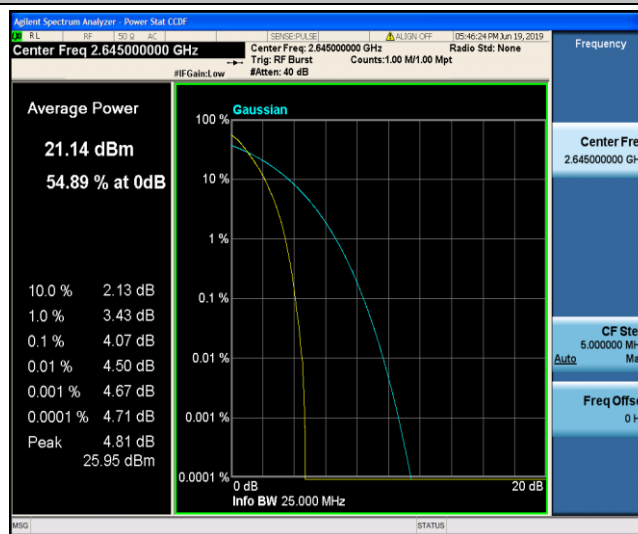 Agilent Spectrum Analyzer - Power Stat CCDF
RL RF 50 Ω AC SENSE:PULSE ALIGN OFF 05:46:24 PM Jun 19, 2019
Center Freq 2.645000000 GHz
Center Freq: 2.645000000 GHz Radio Std: None
Trig: RF Burst Counts:1.00 M/1.00 Mpt
#IFGain:Low #Atten: 40 dB
Frequency
Average Power
21.14 dBm
54.89 % at 0dB
10.0 % 2.13 dB
1.0 % 3.43 dB
0.1 % 4.07 dB
0.01 % 4.50 dB
0.001 % 4.67 dB
0.0001 % 4.71 dB
Peak 4.81 dB
25.95 dBm
Gaussian
100 %
10 %
1 %
0.1 %
0.01 %
0.001 %
0.0001 %
0 dB 20 dB
Info BW 25.000 MHz
Center Fre
2.645000000 GH
CF Ste
5.000000 MH
Auto Ma
Freq Offse
0 H
MSG STATUS